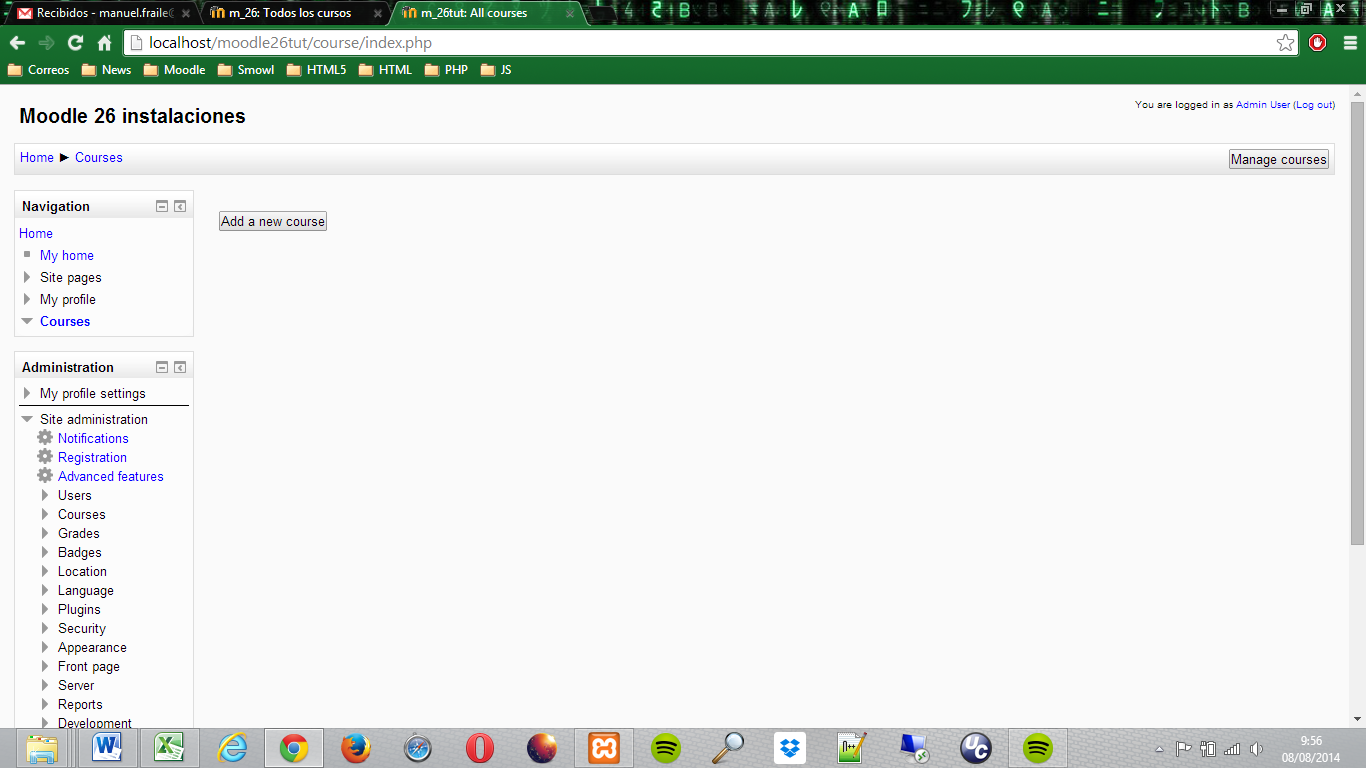 Recibidos - manuel.fraile@
m_26: Todos los cursos
m_26tut: All courses
localhost/moodle26tut/course/index.php
Correos News Moodle Smowl HTML5 HTML PHP JS
Moodle 26 instalaciones
You are logged in as Admin User (Log out)
Home ► Courses
Manage courses
Navigation
Add a new course
Home
My home
Site pages
My profile
Courses
Administration
My profile settings
Site administration
Notifications
Registration
Advanced features
Users
Courses
Grades
Badges
Location
Language
Plugins
Security
Appearance
Front page
Server
Reports
Development
9:56
08/08/2014